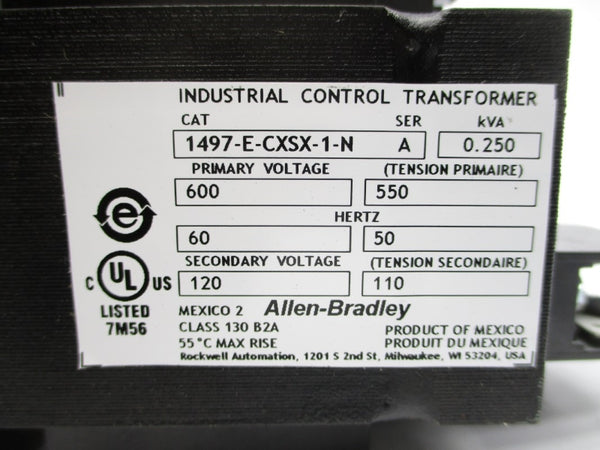 INDUSTRIAL CONTROL TRANSFORMER
CAT SER kVA
1497-E-CXSX-1-N A 0.250
PRIMARY VOLTAGE (TENSION PRIMAIRE)
600 550
HERTZ
60 50
SECONDARY VOLTAGE (TENSION SECONDAIRE)
120 110
e
C UL US
LISTED
7M56
MEXICO 2 Allen-Bradley
CLASS 130 B2A
55°C MAX RISE
PRODUCT OF MEXICO
PRODUIT DU MEXIQUE
Rockwell Automation, 1201 S 2nd St, Milwaukee, WI 53204, USA